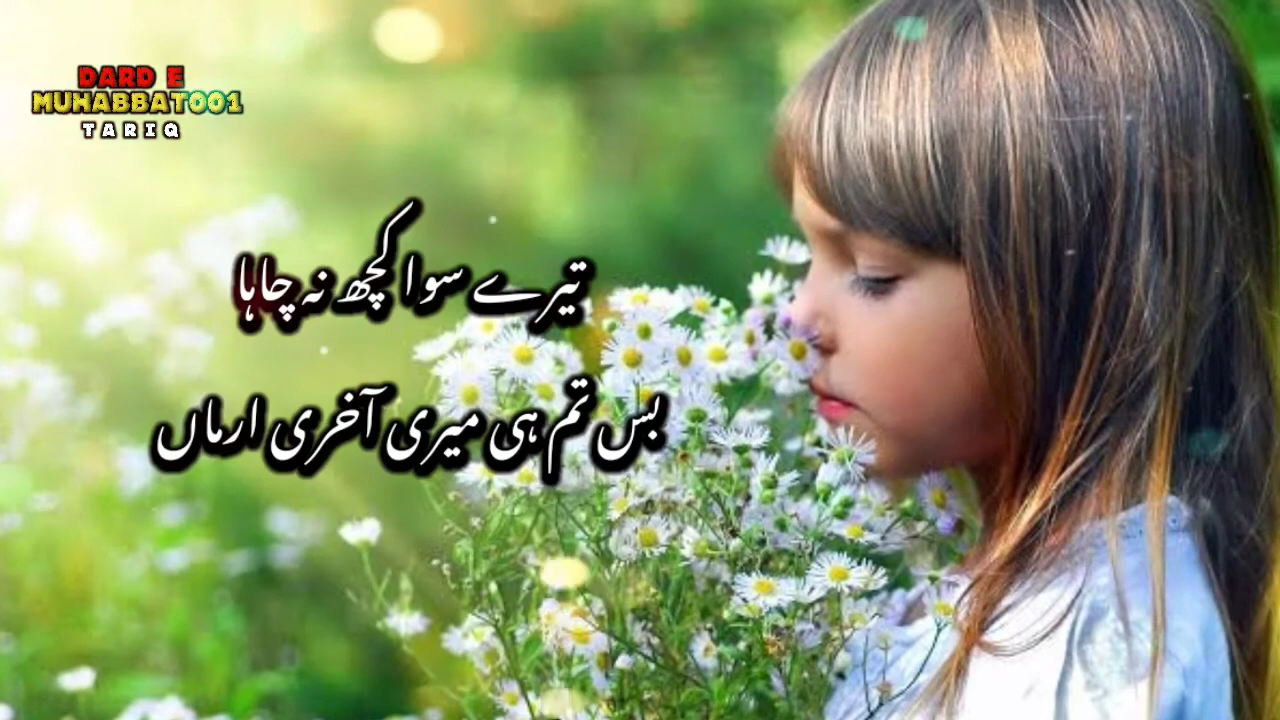 DARD E
MUHABBAT001
TARIQ
تیرے سوا کچھ نہ چاہا
بس تم ہی میری آخری ارماں